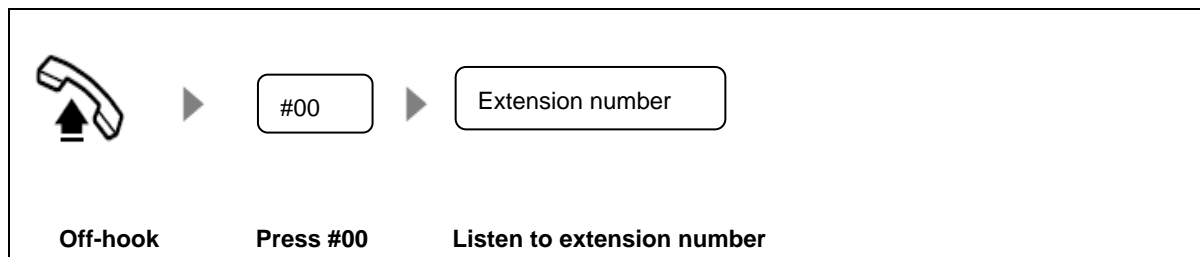 #00
Extension number
Off-hook
Press #00
Listen to extension number